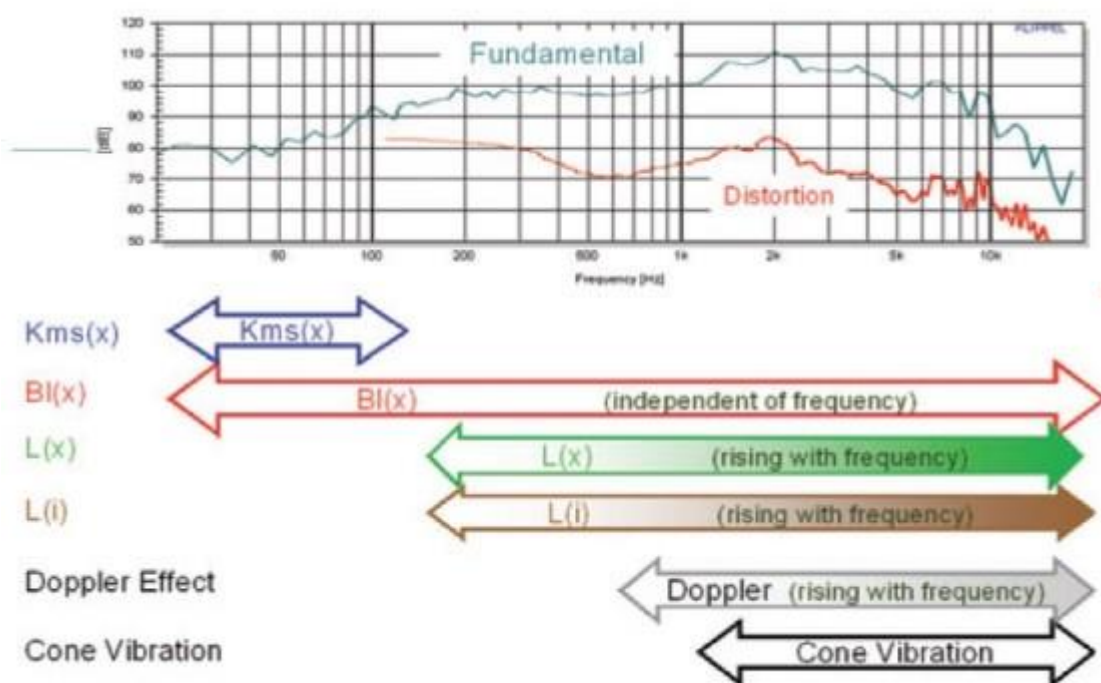 120
KLIPPEL
110
Fundamental
100
90
[dB]
80
70
Distortion
60
50
50 100 200 500 1k 2k 5k 10k
Frequency [Hz]
Kms(x) Kms(x)
Bl(x) Bl(x) (independent of frequency)
L(x) L(x) (rising with frequency)
L(i) L(i) (rising with frequency)
Doppler Effect Doppler (rising with frequency)
Cone Vibration Cone Vibration